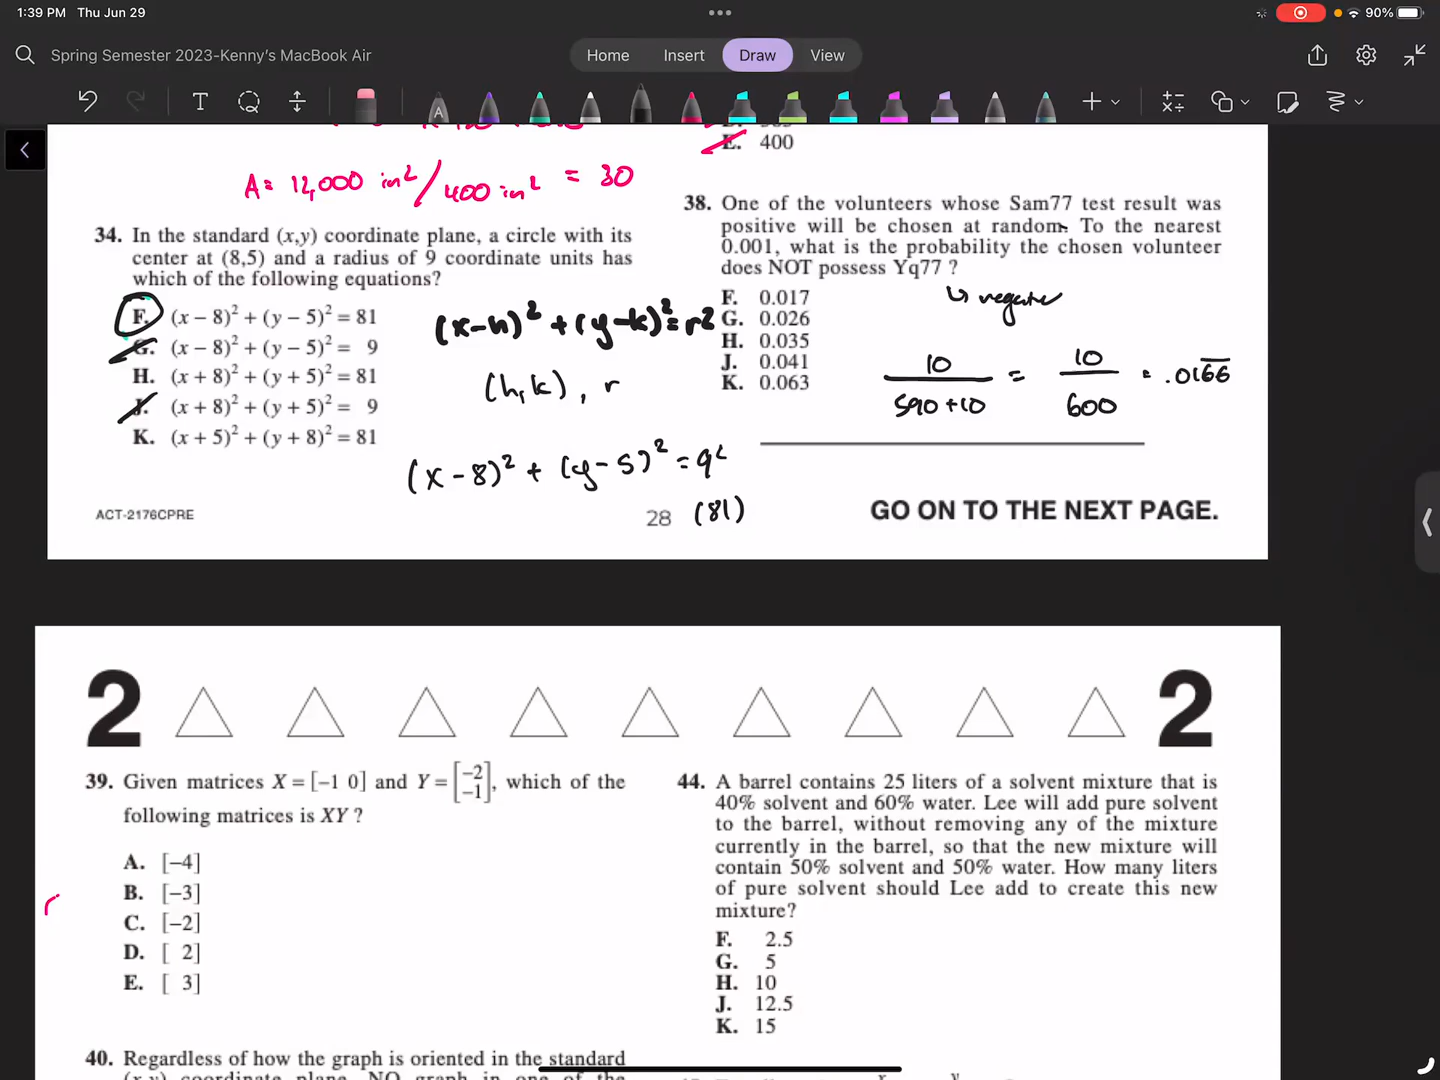 1:39 PM Thu Jun 29
90%
Spring Semester 2023-Kenny's MacBook Air
Home Insert Draw View
T
A
A= 12,000 in² / 400 in² = 30
34. In the standard (x,y) coordinate plane, a circle with its
center at (8,5) and a radius of 9 coordinate units has
which of the following equations?
F. (x – 8)² + (y – 5)² = 81
G. (x – 8)² + (y – 5)² = 9
H. (x + 8)² + (y + 5)² = 81
J. (x + 8)² + (y + 5)² = 9
K. (x + 5)² + (y + 8)² = 81
(x-h)² + (y-k)² = r²
(h,k), r
(x-8)² + (y-5)² = 9²
(81)
ACT-2176CPRE
28
E. 400
38. One of the volunteers whose Sam77 test result was
positive will be chosen at random. To the nearest
0.001, what is the probability the chosen volunteer
does NOT possess Yq77 ?
F. 0.017
G. 0.026
H. 0.035
J. 0.041
K. 0.063
↳ negative
10 / 590+10 = 10 / 600 = .0166
GO ON TO THE NEXT PAGE.
2 2
39. Given matrices X = [–1 0] and Y = [–2 –1], which of the
following matrices is XY ?
A. [–4]
B. [–3]
C. [–2]
D. [ 2]
E. [ 3]
40. Regardless of how the graph is oriented in the standard
44. A barrel contains 25 liters of a solvent mixture that is
40% solvent and 60% water. Lee will add pure solvent
to the barrel, without removing any of the mixture
currently in the barrel, so that the new mixture will
contain 50% solvent and 50% water. How many liters
of pure solvent should Lee add to create this new
mixture?
F. 2.5
G. 5
H. 10
J. 12.5
K. 15